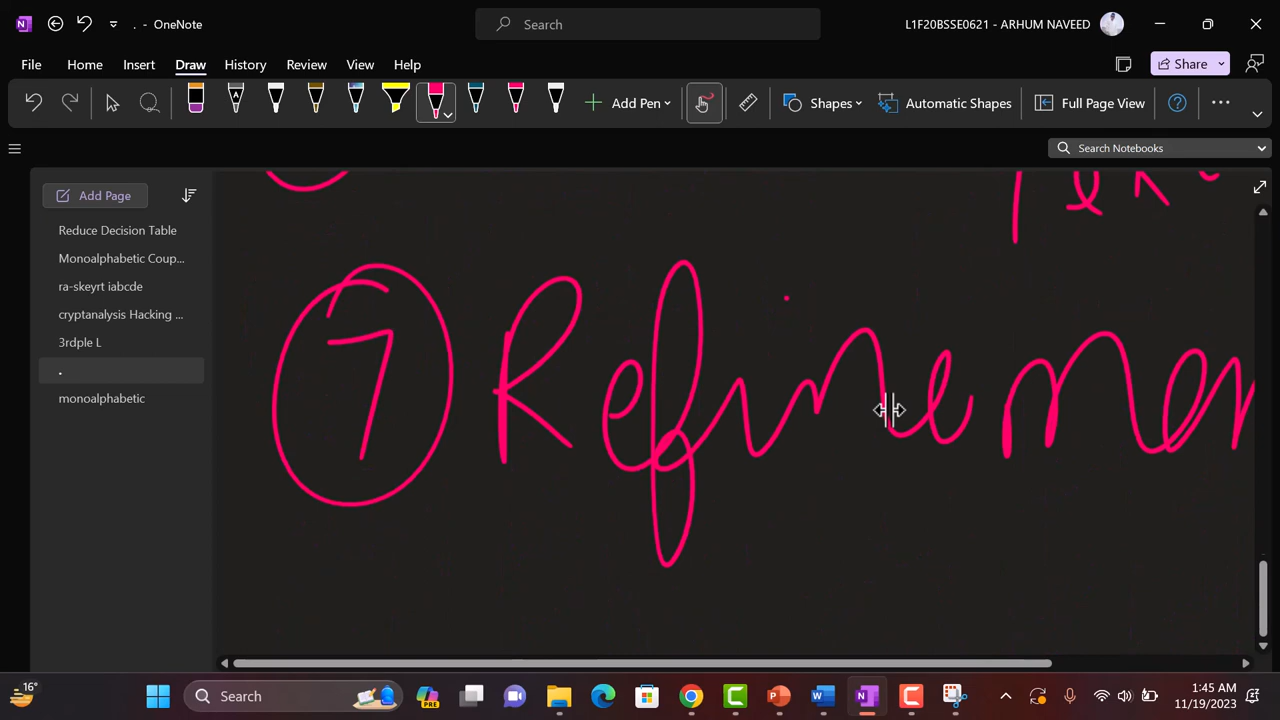 . - OneNote
Search
L1F20BSSE0621 - ARHUM NAVEED
File Home Insert Draw History Review View Help
Share
Add Pen
Shapes
Automatic Shapes
Full Page View
Search Notebooks
Add Page
Reduce Decision Table
Monoalphabetic Coup...
ra-skeyrt iabcde
cryptanalysis Hacking ...
3rdple L
.
monoalphabetic
7 Refinemen
16°
Search
PRE
1:45 AM
11/19/2023